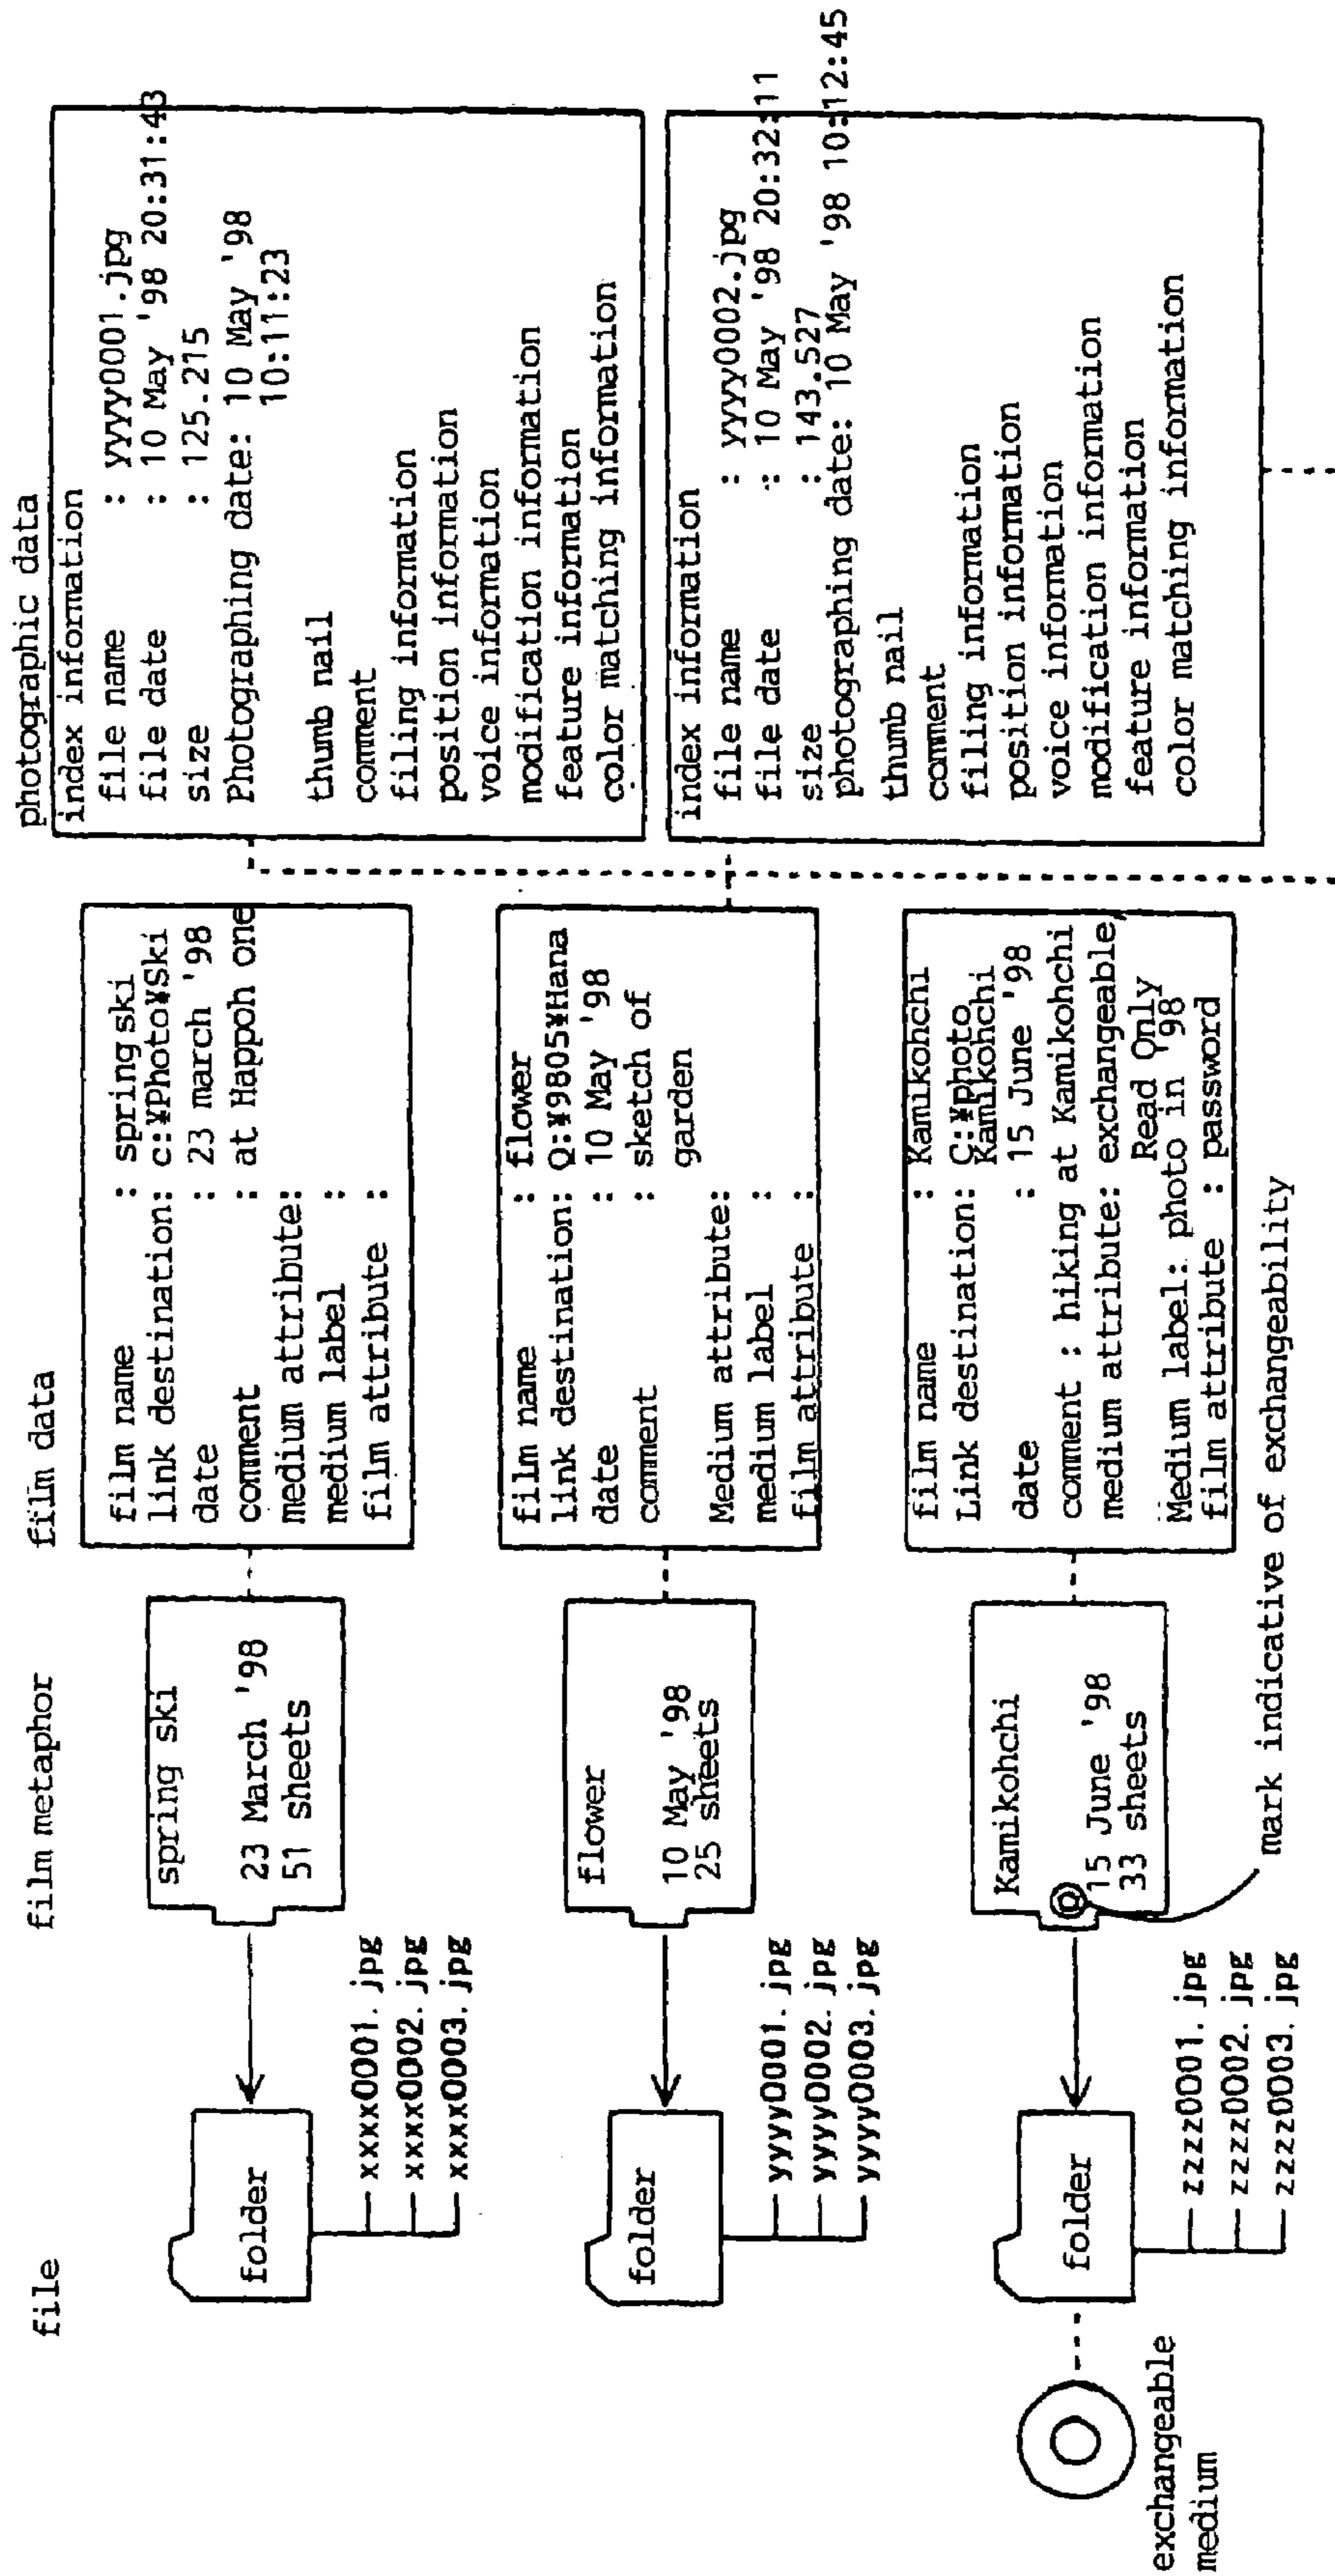 file
film metaphor
film data
photographic data
folder
xxxx0001.jpg
xxxx0002.jpg
xxxx0003.jpg
spring ski
23 March '98
51 sheets
film name : spring ski
link destination: c:¥Photo¥Ski
date : 23 march '98
comment : at Happoh one
medium attribute:
medium label :
film attribute :
index information
file name : yyyy0001.jpg
file date : 10 May '98 20:31:43
size : 125.215
Photographing date: 10 May '98
10:11:23
thumb nail
comment
filing information
position information
voice information
modification information
feature information
color matching information
folder
yyyy0001.jpg
yyyy0002.jpg
yyyy0003.jpg
flower
10 May '98
25 sheets
film name : flower
link destination: Q:¥9805¥Hana
date : 10 May '98
comment : sketch of
garden
Medium attribute:
medium label :
film attribute :
index information
file name : yyyy0002.jpg
file date : 10 May '98 20:32:11
size : 143.527
photographing date: 10 May '98 10:12:45
thumb nail
comment
filing information
position information
voice information
modification information
feature information
color matching information
exchangeable
medium
folder
zzzz0001.jpg
zzzz0002.jpg
zzzz0003.jpg
Kamikohchi
15 June '98
33 sheets
film name : Kamikohchi
Link destination: C:¥photo
Kamikohchi
date : 15 June '98
comment : hiking at Kamikohchi
medium attribute: exchangeable,
Read Only
Medium label: photo in '98
film attribute : password
mark indicative of exchangeability